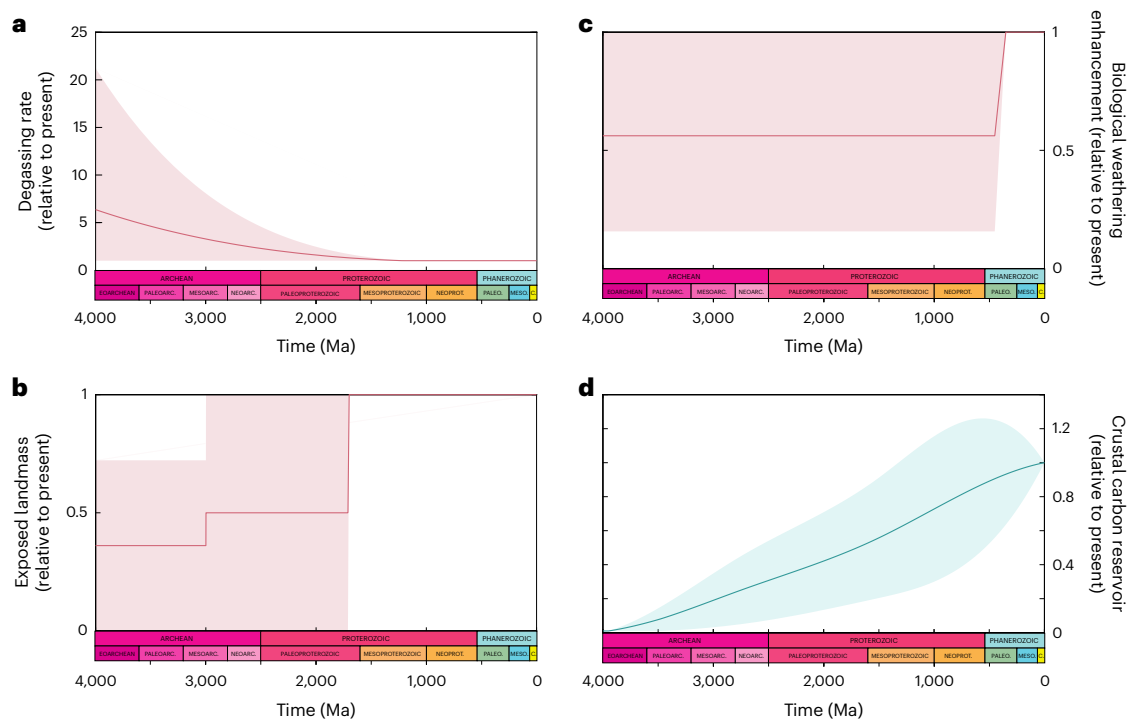 a
25
20
15
10
5
0
Degassing rate
(relative to present)
ARCHEAN PROTEROZOIC PHANEROZOIC
EOARCHEAN PALEOARC. MESOARC. NEOARC. PALEOPROTEROZOIC MESOPROTEROZOIC NEOPROT. PALEO. MESO. C.
4,000 3,000 2,000 1,000 0
Time (Ma)
c
1
0.5
0
Biological weathering
enhancement (relative to present)
ARCHEAN PROTEROZOIC PHANEROZOIC
EOARCHEAN PALEOARC. MESOARC. NEOARC. PALEOPROTEROZOIC MESOPROTEROZOIC NEOPROT. PALEO. MESO. C.
4,000 3,000 2,000 1,000 0
Time (Ma)
b
1
0.5
0
Exposed landmass
(relative to present)
ARCHEAN PROTEROZOIC PHANEROZOIC
EOARCHEAN PALEOARC. MESOARC. NEOARC. PALEOPROTEROZOIC MESOPROTEROZOIC NEOPROT. PALEO. MESO. C.
4,000 3,000 2,000 1,000 0
Time (Ma)
d
1.2
0.8
0.4
0
Crustal carbon reservoir
(relative to present)
ARCHEAN PROTEROZOIC PHANEROZOIC
EOARCHEAN PALEOARC. MESOARC. NEOARC. PALEOPROTEROZOIC MESOPROTEROZOIC NEOPROT. PALEO. MESO. C.
4,000 3,000 2,000 1,000 0
Time (Ma)